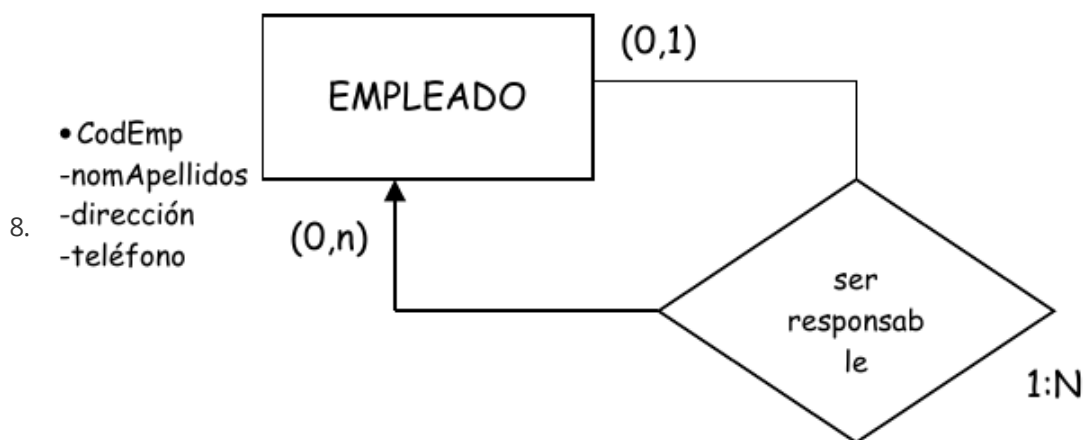 (0,1)
EMPLEADO
• CodEmp
-nomApellidos
-dirección
-teléfono
8.
(0,n)
ser
responsab
le
1:N